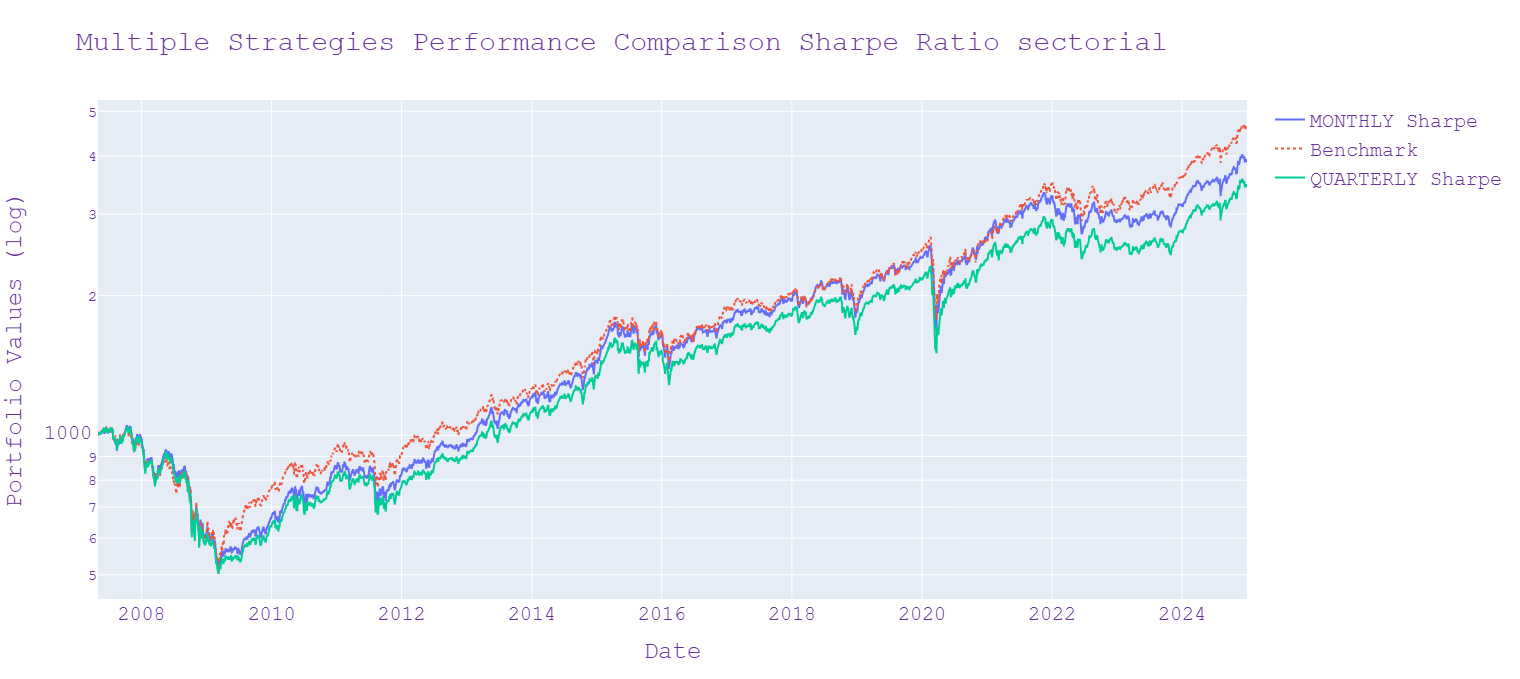 Multiple Strategies Performance Comparison Sharpe Ratio sectorial
MONTHLY Sharpe
Benchmark
QUARTERLY Sharpe
Portfolio Values (log)
5
4
3
2
1000
9
8
7
6
5
2008 2010 2012 2014 2016 2018 2020 2022 2024
Date